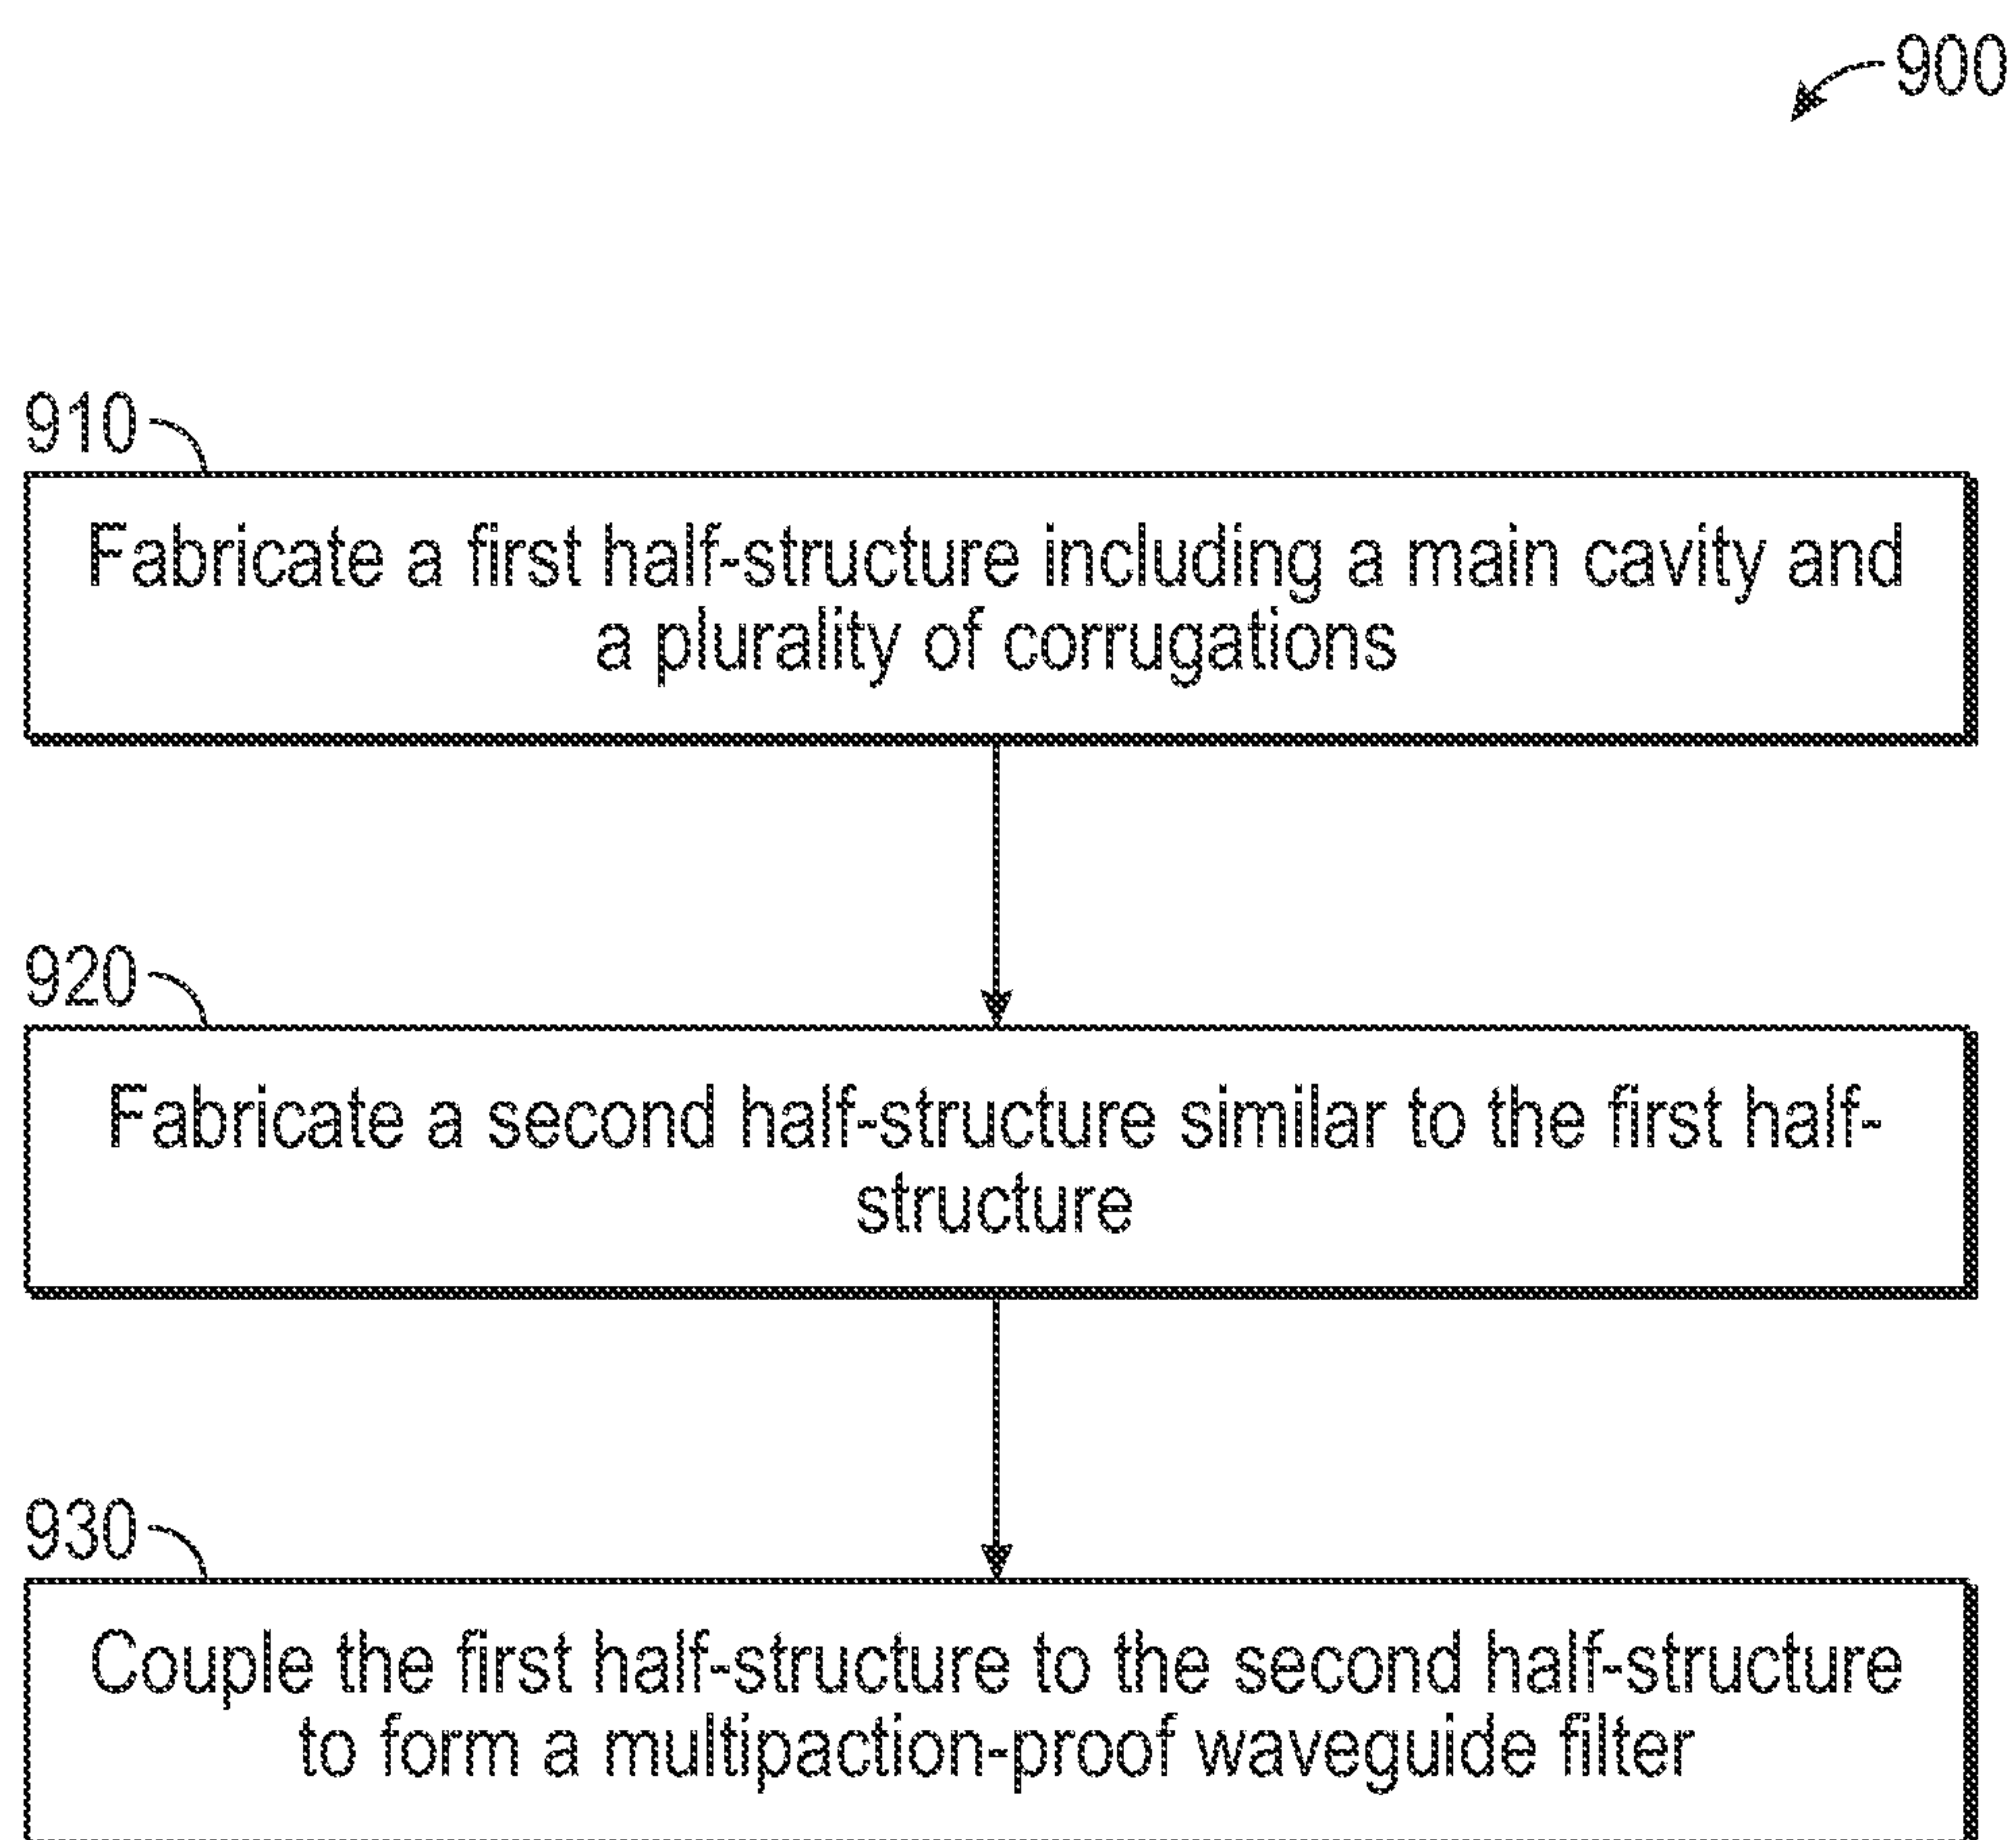 900
910
Fabricate a first half-structure including a main cavity and
a plurality of corrugations
920
Fabricate a second half-structure similar to the first half-
structure
930
Couple the first half-structure to the second half-structure
to form a multipaction-proof waveguide filter